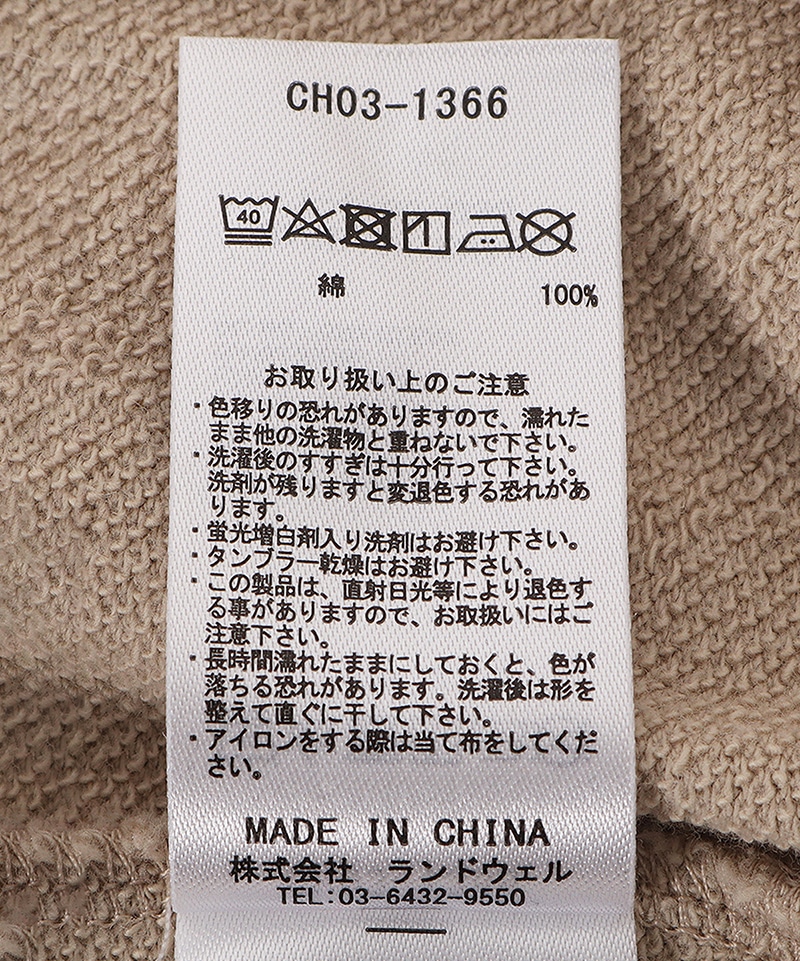 CH03-1366
40
綿 100%
お取り扱い上のご注意
・色移りの恐れがありますので、濡れた
まま他の洗濯物と重ねないで下さい。
・洗濯後のすすぎは十分行って下さい。
洗剤が残りますと変退色する恐れがあ
ります。
・蛍光増白剤入り洗剤はお避け下さい。
・タンブラー乾燥はお避け下さい。
・この製品は、直射日光等により退色す
る事がありますので、お取扱いにはご
注意下さい。
・長時間濡れたままにしておくと、色が
落ちる恐れがあります。洗濯後は形を
整えて直ぐに干して下さい。
・アイロンをする際は当て布をしてくだ
さい。
MADE IN CHINA
株式会社 ランドウェル
TEL:03-6432-9550